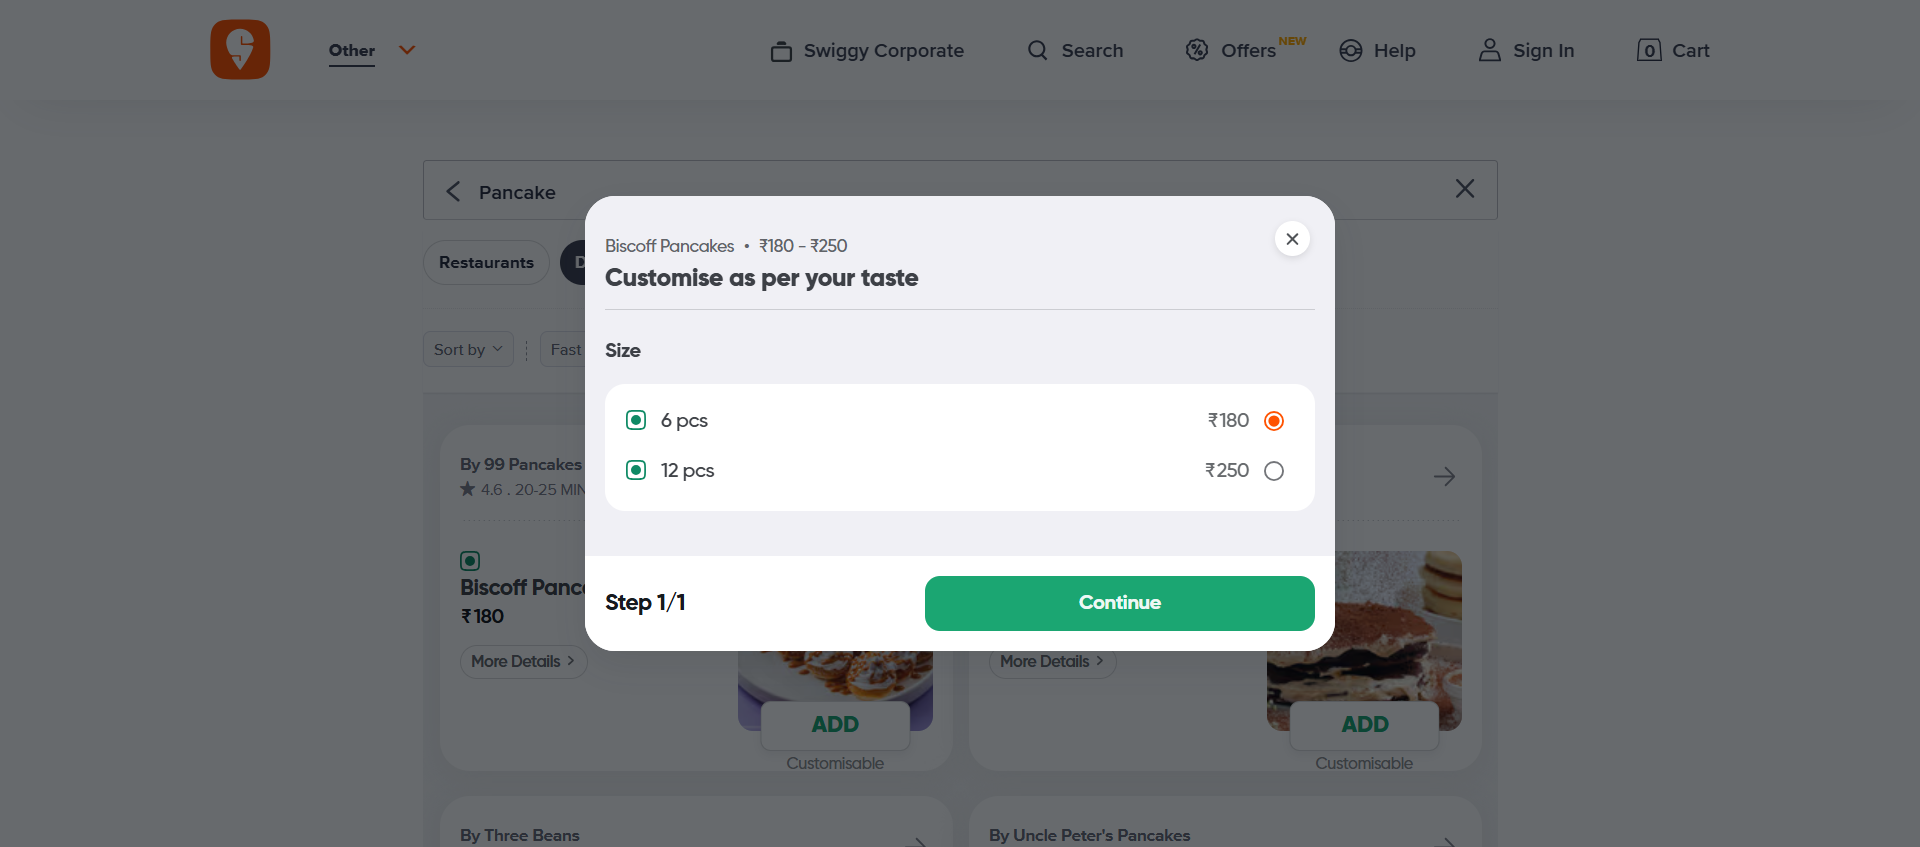 Other
Swiggy Corporate
Search
Offers
NEW
Help
Sign In
0
Cart
Pancake
Restaurants
D
Sort by
Fast
Biscoff Pancakes • ₹180 - ₹250
Customise as per your taste
Size
6 pcs ₹180
12 pcs ₹250
Step 1/1
Continue
By 99 Pancakes
4.6 . 20-25 MIN
Biscoff Panc
₹180
More Details >
ADD
Customisable
More Details >
ADD
Customisable
By Three Beans
By Uncle Peter's Pancakes